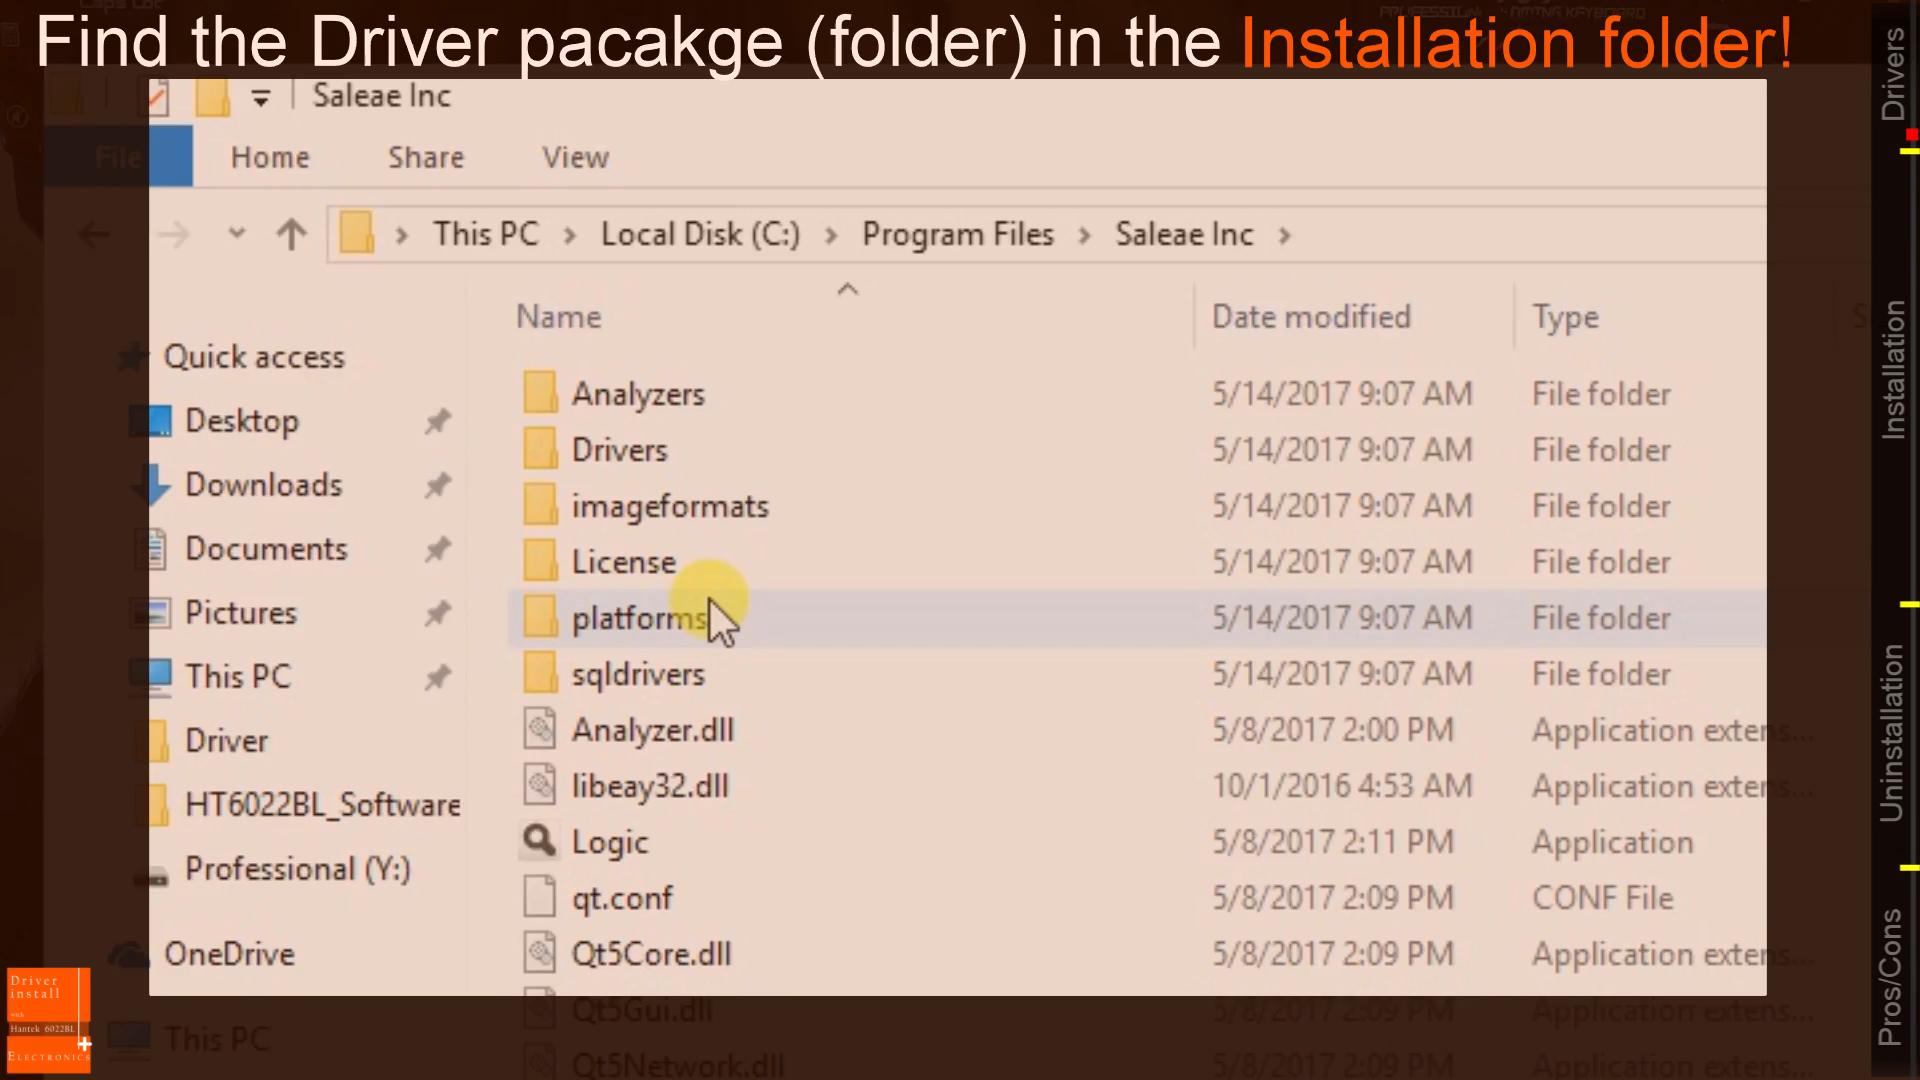 Find the Driver pacakge (folder) in the Installation folder!
Saleae Inc
File Home Share View
This PC Local Disk (C:) Program Files Saleae Inc
Name Date modified Type
Quick access
Desktop
Downloads
Documents
Pictures
This PC
Driver
HT6022BL_Software
Professional (Y:)
OneDrive
This PC
Analyzers 5/14/2017 9:07 AM File folder
Drivers 5/14/2017 9:07 AM File folder
imageformats 5/14/2017 9:07 AM File folder
License 5/14/2017 9:07 AM File folder
platforms 5/14/2017 9:07 AM File folder
sqldrivers 5/14/2017 9:07 AM File folder
Analyzer.dll 5/8/2017 2:00 PM Application extens...
libeay32.dll 10/1/2016 4:53 AM Application extens...
Logic 5/8/2017 2:11 PM Application
qt.conf 5/8/2017 2:09 PM CONF File
Qt5Core.dll 5/8/2017 2:09 PM Application extens...
Qt5Gui.dll 5/8/2017 2:09 PM Application extens...
Qt5Network.dll 5/8/2017 2:09 PM Application extens...
Drivers
Installation
Uninstallation
Pros/Cons
Driver
install
with
Hantek 6022BL
ELECTRONICS